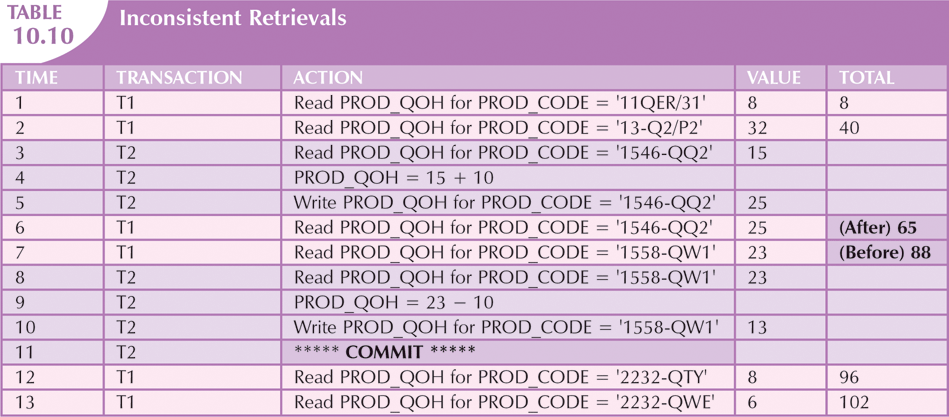 TABLE
10.10
Inconsistent Retrievals
TIME TRANSACTION ACTION VALUE TOTAL
1 T1 Read PROD_QOH for PROD_CODE = '11QER/31' 8 8
2 T1 Read PROD_QOH for PROD_CODE = '13-Q2/P2' 32 40
3 T2 Read PROD_QOH for PROD_CODE = '1546-QQ2' 15
4 T2 PROD_QOH = 15 + 10
5 T2 Write PROD_QOH for PROD_CODE = '1546-QQ2' 25
6 T1 Read PROD_QOH for PROD_CODE = '1546-QQ2' 25 (After) 65
7 T1 Read PROD_QOH for PROD_CODE = '1558-QW1' 23 (Before) 88
8 T2 Read PROD_QOH for PROD_CODE = '1558-QW1' 23
9 T2 PROD_QOH = 23 − 10
10 T2 Write PROD_QOH for PROD_CODE = '1558-QW1' 13
11 T2 ***** COMMIT *****
12 T1 Read PROD_QOH for PROD_CODE = '2232-QTY' 8 96
13 T1 Read PROD_QOH for PROD_CODE = '2232-QWE' 6 102